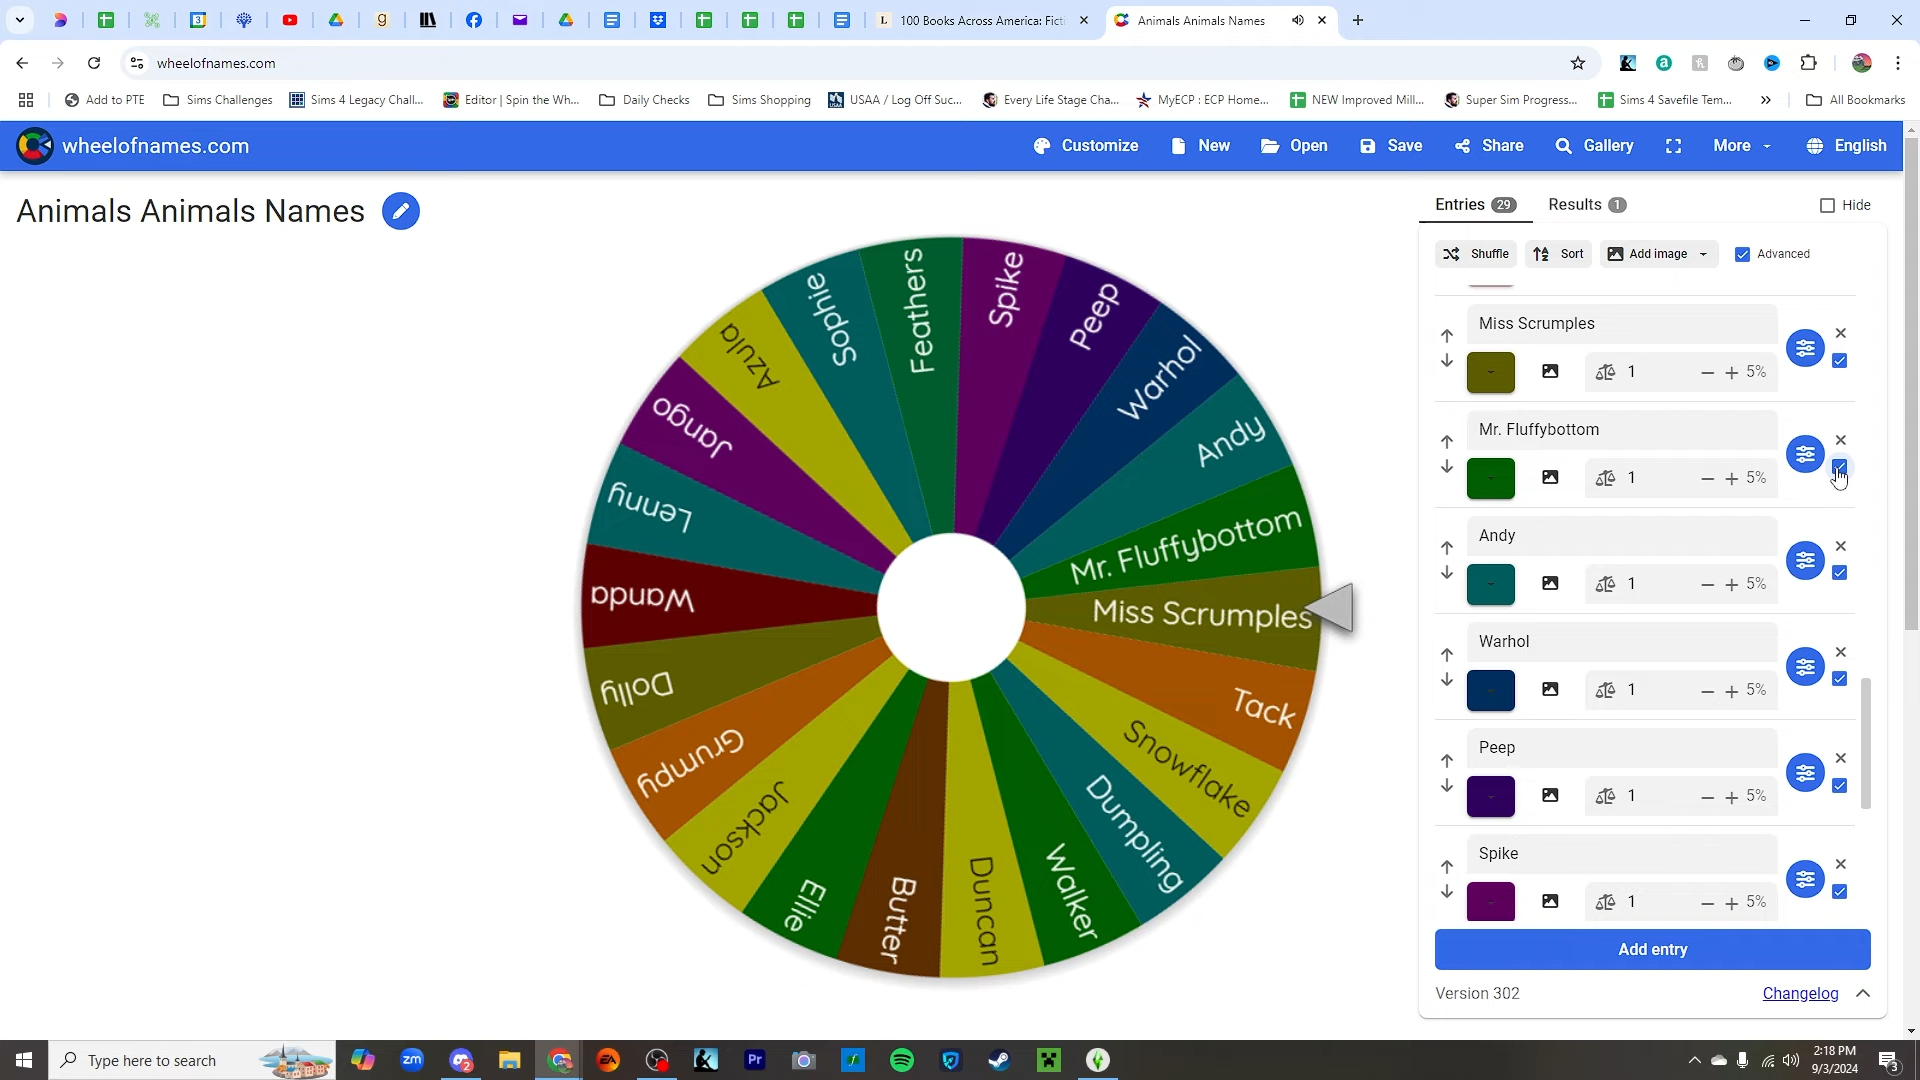 100 Books Across America: Ficti
Animals Animals Names
wheelofnames.com
Add to PTE
Sims Challenges
Sims 4 Legacy Chall...
Editor | Spin the Wh...
Daily Checks
Sims Shopping
USAA / Log Off Suc...
Every Life Stage Cha...
MyECP : ECP Home...
NEW Improved Mill...
Super Sim Progress...
Sims 4 Savefile Tem...
All Bookmarks
wheelofnames.com
Customize
New
Open
Save
Share
Gallery
More
English
Animals Animals Names
Entries 29
Results 1
Hide
Shuffle
Sort
Add image
Advanced
Feathers
Spike
Peep
Warhol
Andy
Mr. Fluffybottom
Miss Scrumples
Tack
Snowflake
Dumpling
Walker
Duncan
Butter
Ellie
Jackson
Grumpy
Dolly
Wanda
Lenny
Jango
Azula
Sophie
Miss Scrumples
1 5%
Mr. Fluffybottom
1 5%
Andy
1 5%
Warhol
1 5%
Peep
1 5%
Spike
1 5%
Add entry
Version 302
Changelog
Type here to search
2:18 PM
9/3/2024
3